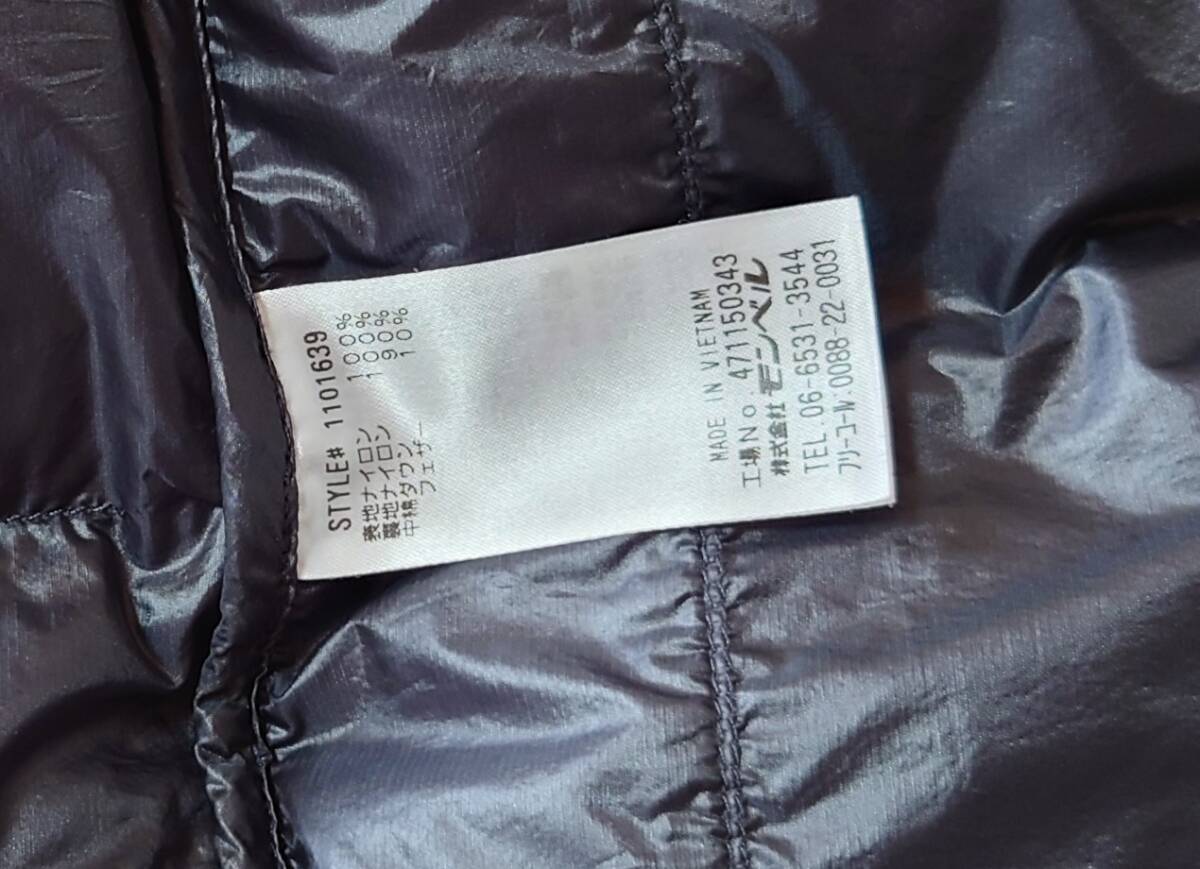 STYLE# 1101639
表地ナイロン 100%
裏地ナイロン 100%
中綿ダウン 90%
フェザー 10%
MADE IN VIETNAM
工場No. 471150343
株式会社 モンベル
TEL.06-6531-3544
フリーコール:0088-22-0031